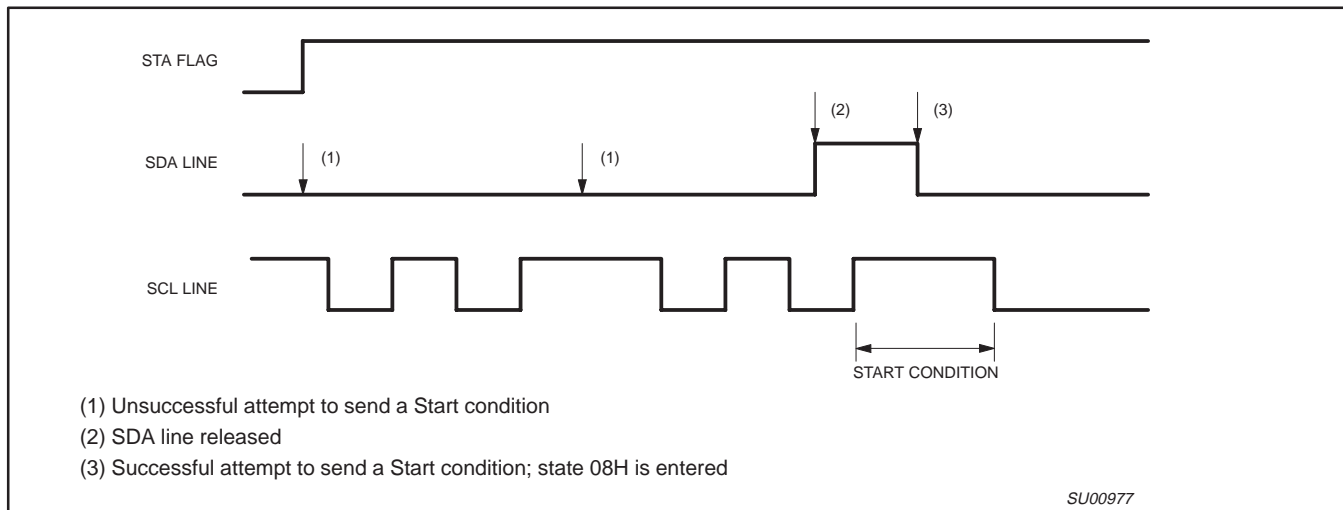 STA FLAG
(2)
(3)
SDA LINE
(1)
(1)
SCL LINE
START CONDITION
(1) Unsuccessful attempt to send a Start condition
(2) SDA line released
(3) Successful attempt to send a Start condition; state 08H is entered
SU00977